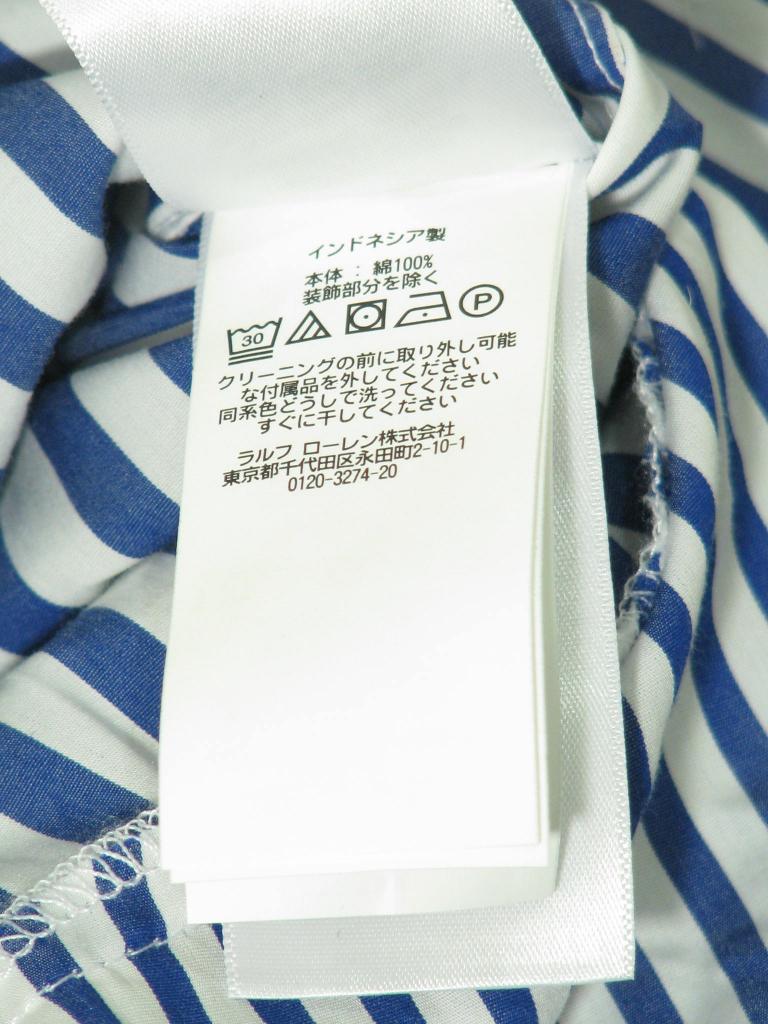 インドネシア製
本体 : 綿100%
装飾部分を除く
30 P
クリーニングの前に取り外し可能
な付属品を外してください
同系色どうしで洗ってください
すぐに干してください
ラルフ ローレン株式会社
東京都千代田区永田町2-10-1
0120-3274-20